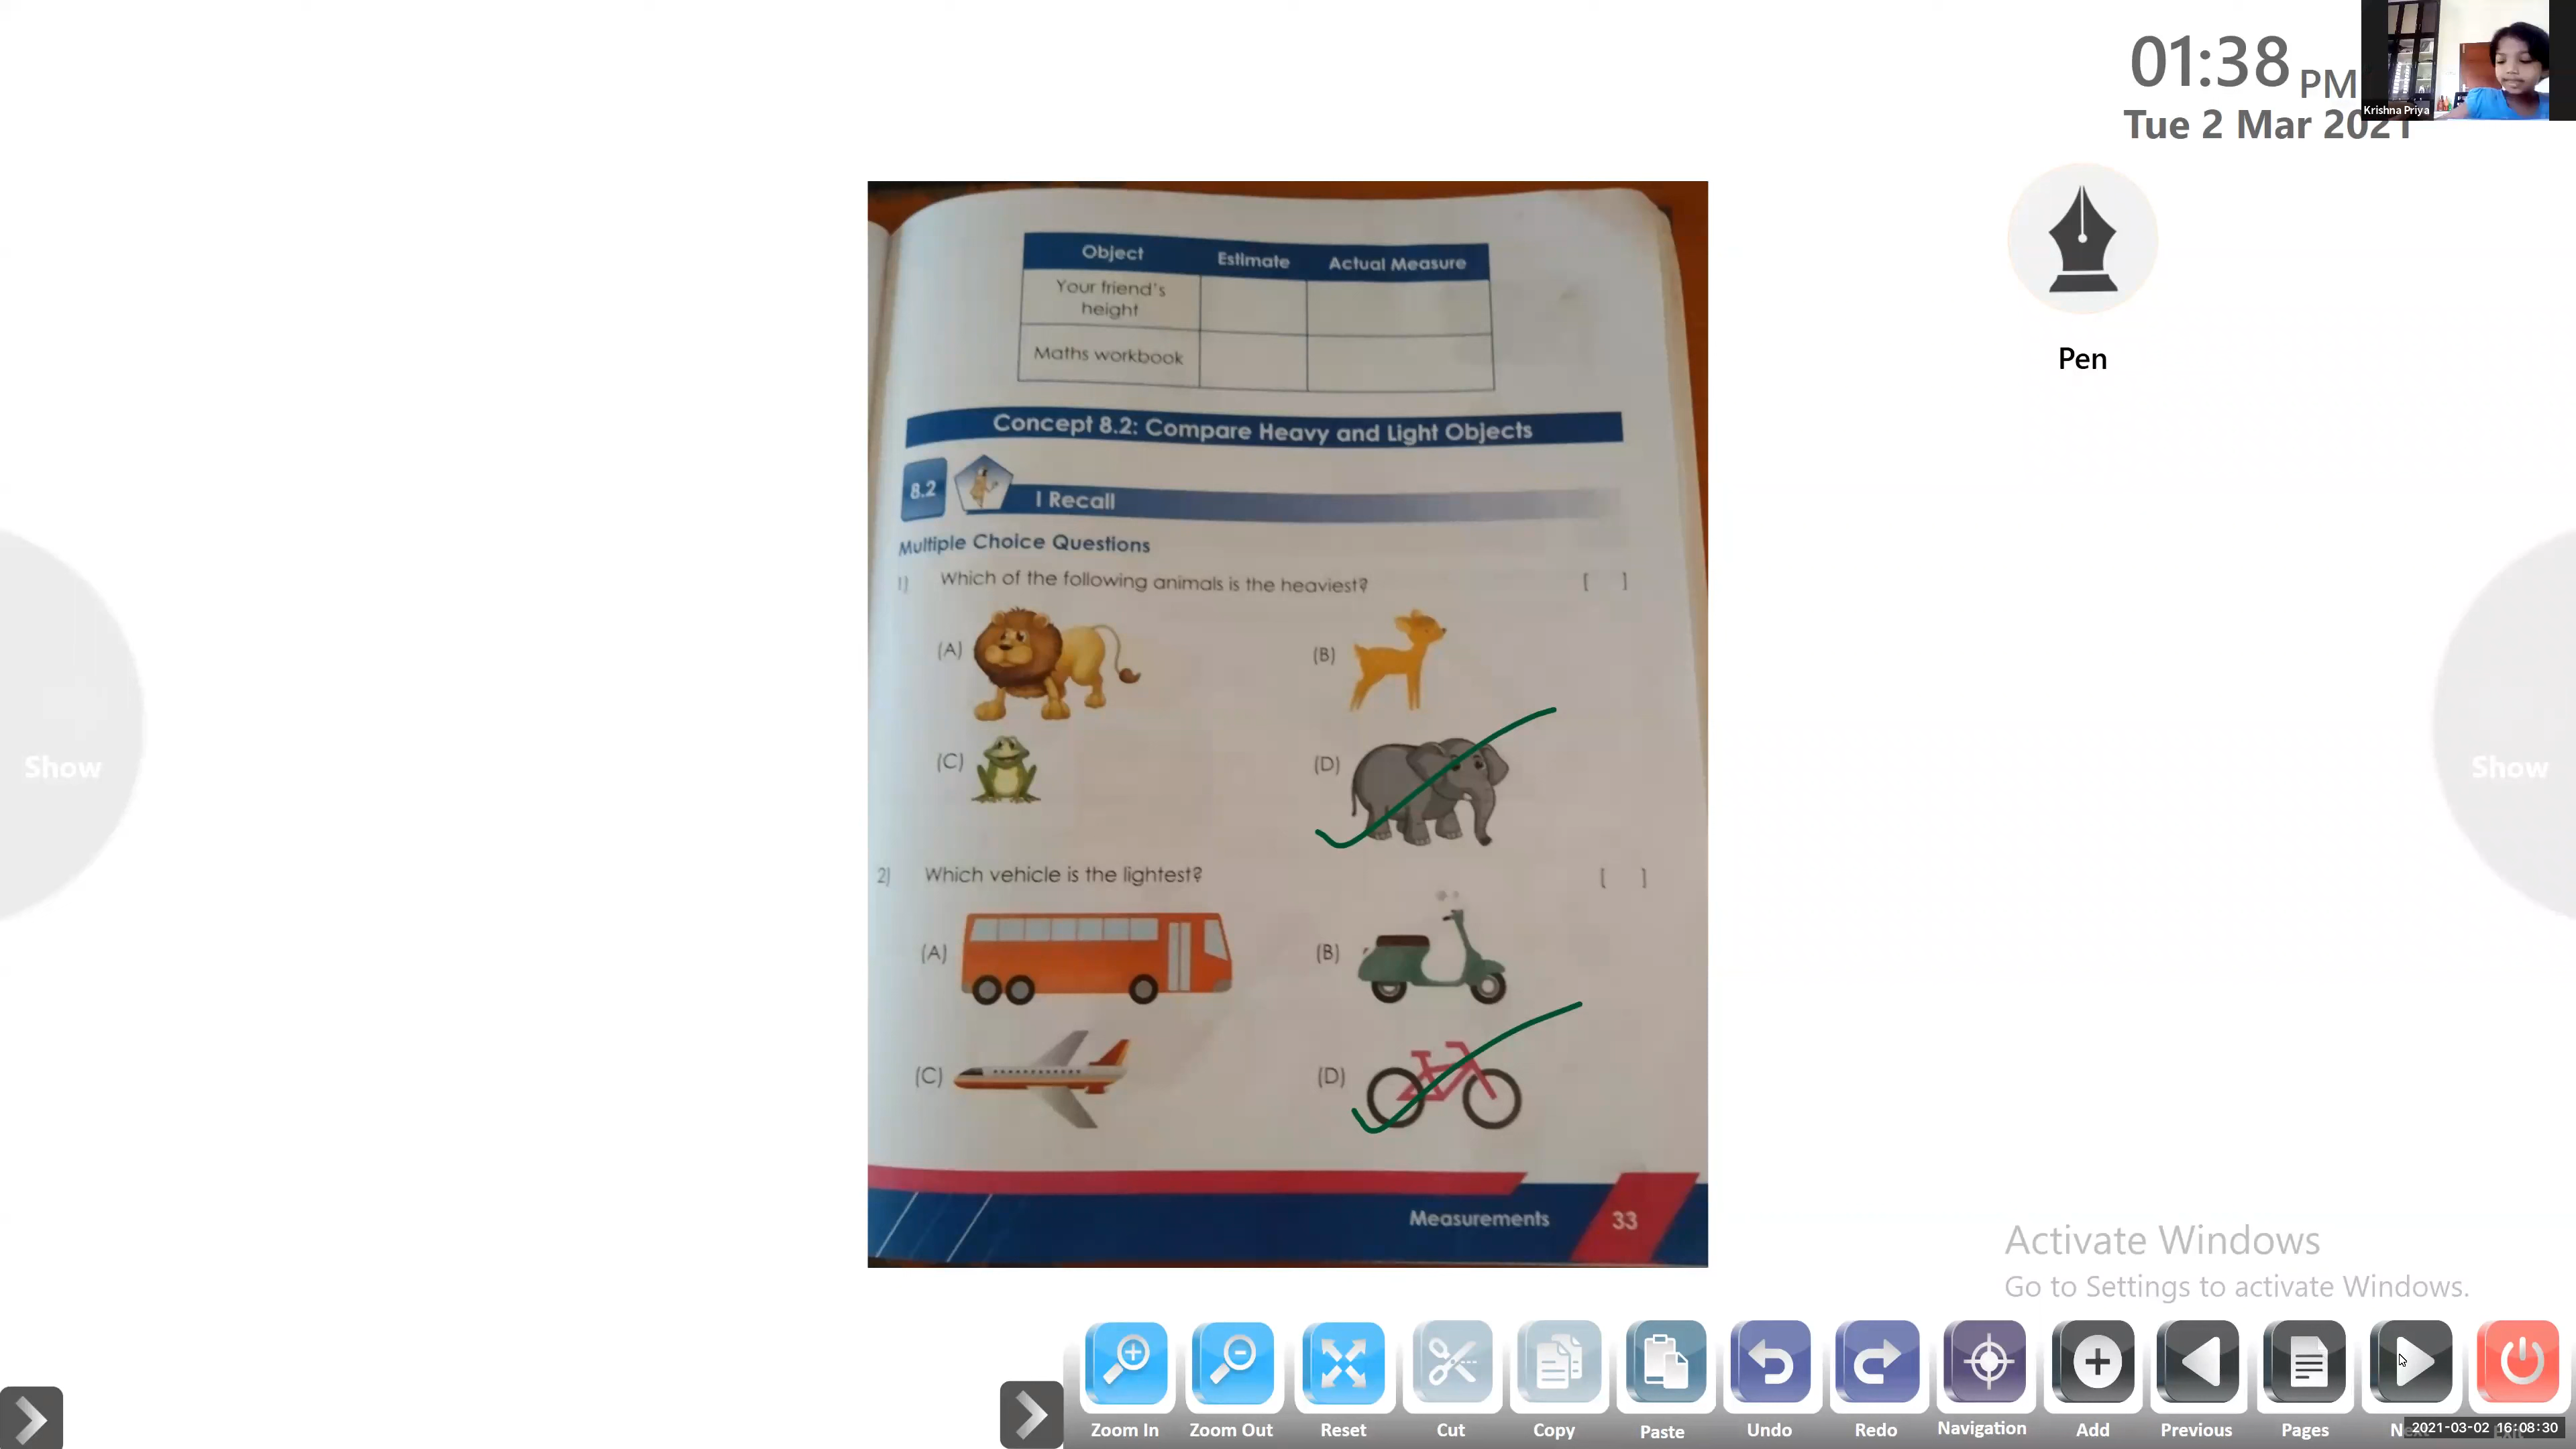 01:38 PM
Tue 2 Mar 2021
Krishna Priya
Pen
Object Estimate Actual Measure
Your friend's
height
Maths workbook
Concept 8.2: Compare Heavy and Light Objects
8.2 I Recall
Multiple Choice Questions
1) Which of the following animals is the heaviest? [ ]
(A) (B)
(C) (D)
2) Which vehicle is the lightest? [ ]
(A) (B)
(C) (D)
Measurements 33
Show
Show
Activate Windows
Go to Settings to activate Windows.
Zoom In Zoom Out Reset Cut Copy Paste Undo Redo Navigation Add Previous Pages
2021-03-02 16:08:30